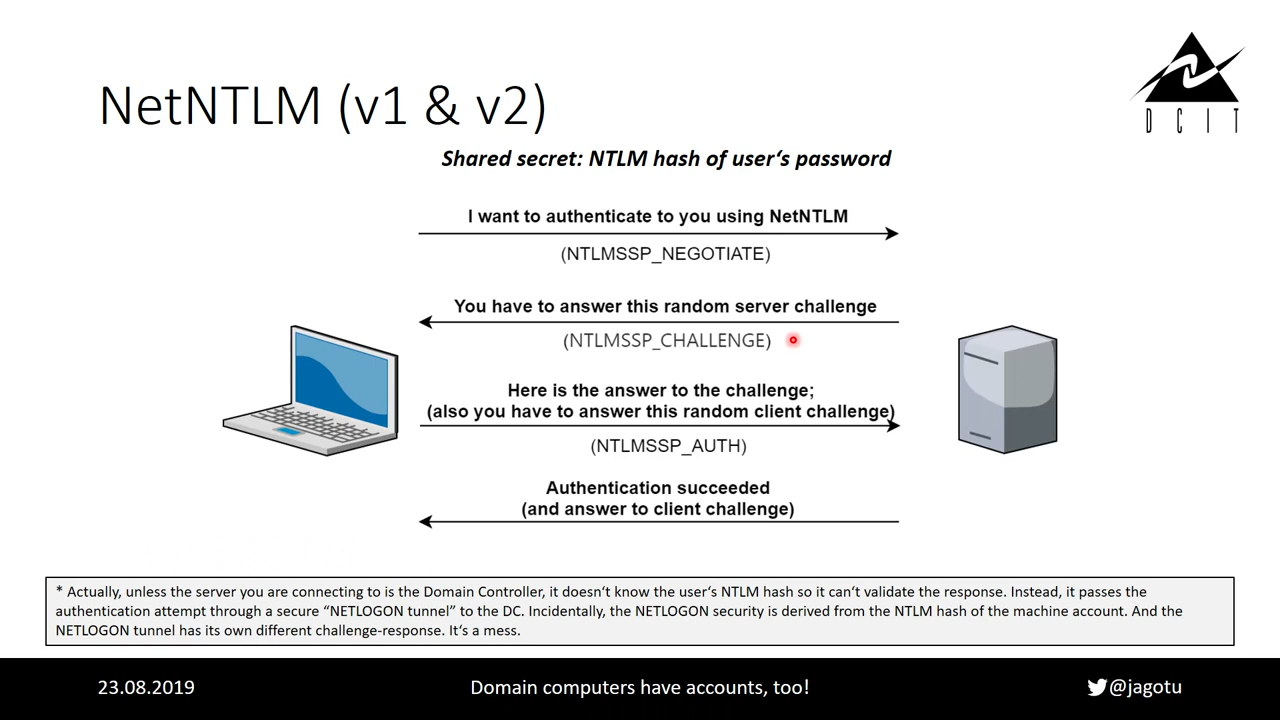 NetNTLM (v1 & v2)
DCIT
Shared secret: NTLM hash of user‘s password
I want to authenticate to you using NetNTLM
(NTLMSSP_NEGOTIATE)
You have to answer this random server challenge
(NTLMSSP_CHALLENGE)
Here is the answer to the challenge;
(also you have to answer this random client challenge)
(NTLMSSP_AUTH)
Authentication succeeded
(and answer to client challenge)
* Actually, unless the server you are connecting to is the Domain Controller, it doesn‘t know the user‘s NTLM hash so it can‘t validate the response. Instead, it passes the
authentication attempt through a secure “NETLOGON tunnel” to the DC. Incidentally, the NETLOGON security is derived from the NTLM hash of the machine account. And the
NETLOGON tunnel has its own different challenge-response. It‘s a mess.
23.08.2019
Domain computers have accounts, too!
@jagotu